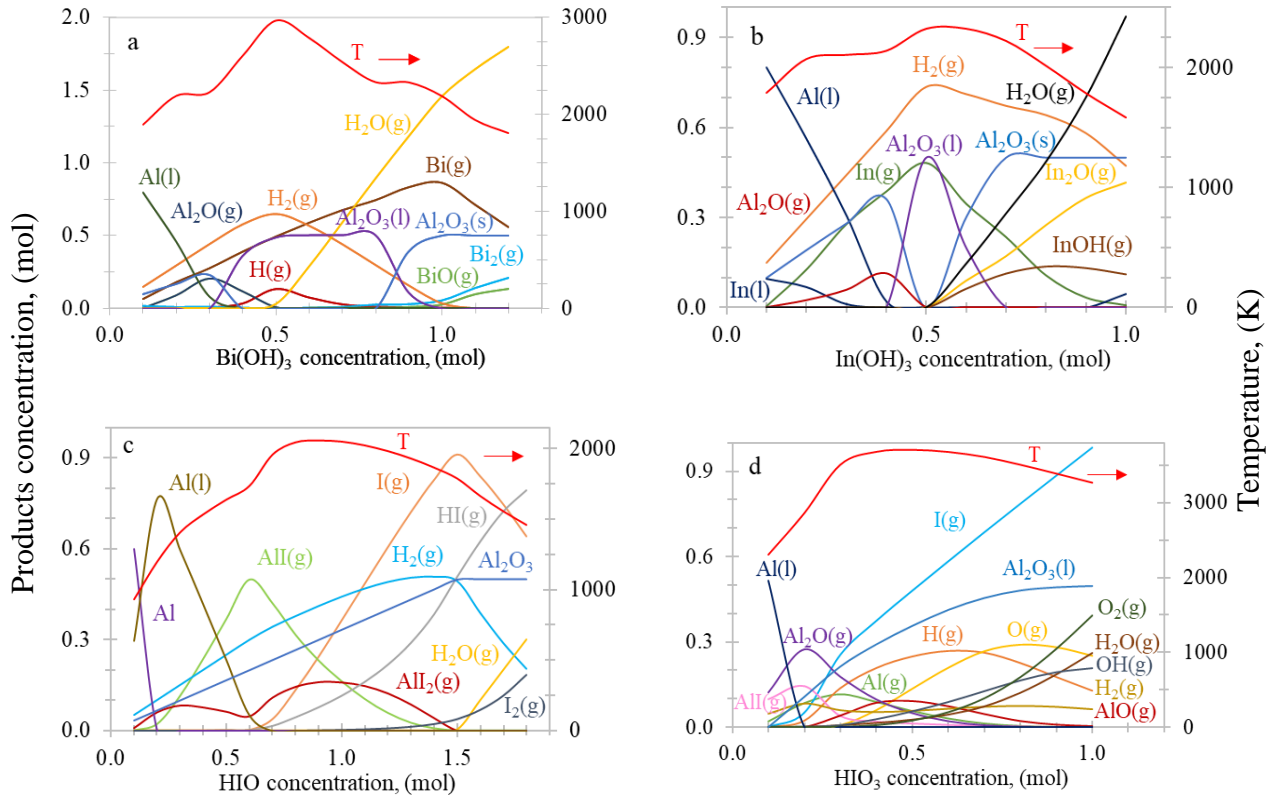 Products concentration, (mol)
Temperature, (K)
a
2.0
1.5
1.0
0.5
0.0
3000
2000
1000
0
T
H₂O(g)
Bi(g)
Al(l)
Al₂O(g)
H₂(g)
Al₂O₃(l)
Al₂O₃(s)
H(g)
Bi₂(g)
BiO(g)
0.0 0.5 1.0
Bi(OH)₃ concentration, (mol)
b
0.9
0.6
0.3
0.0
2000
1000
0
T
H₂(g)
Al(l)
H₂O(g)
Al₂O₃(l)
Al₂O₃(s)
In(g)
In₂O(g)
Al₂O(g)
InOH(g)
In(l)
0.0 0.5 1.0
In(OH)₃ concentration, (mol)
c
0.9
0.6
0.3
0.0
2000
1000
0
T
Al(l)
I(g)
HI(g)
AlI(g)
H₂(g)
Al₂O₃
Al
H₂O(g)
AlI₂(g)
I₂(g)
0.0 0.5 1.0 1.5
HIO concentration, (mol)
d
0.9
0.6
0.3
0.0
3000
2000
1000
0
T
I(g)
Al(l)
Al₂O₃(l)
O₂(g)
Al₂O(g)
H(g)
O(g)
H₂O(g)
OH(g)
Al(g)
AlI(g)
H₂(g)
AlO(g)
0.0 0.5 1.0
HIO₃ concentration, (mol)